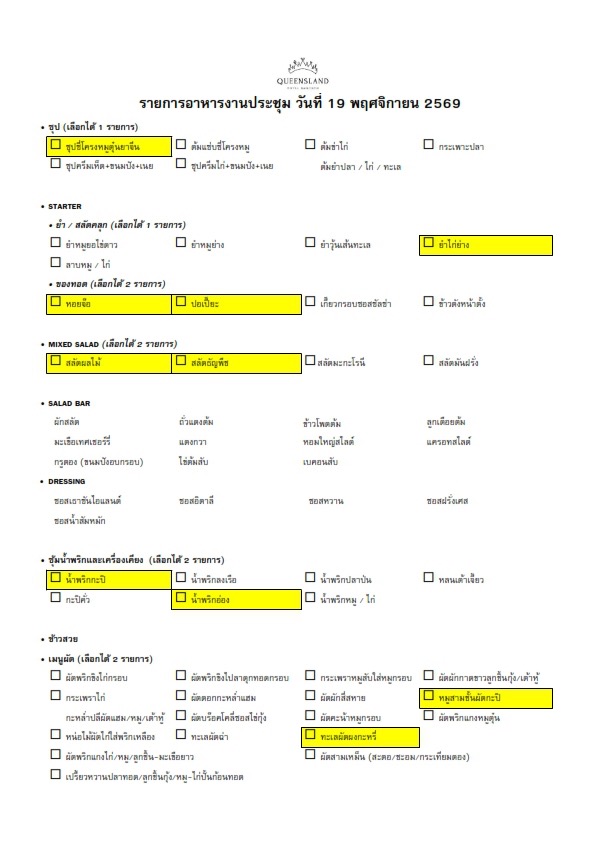 QUEENSLAND
รายการอาหารงานประชุม วันที่ 19 พฤศจิกายน 2569
• ซุป (เลือกได้ 1 รายการ)
☐ ซุปซี่โครงหมูตุ๋นยาจีน ☐ ต้มแซ่บซี่โครงหมู ☐ ต้มข่าไก่ ☐ กระเพาะปลา
☐ ซุปครีมเห็ด+ขนมปัง+เนย ☐ ซุปครีมไก่+ขนมปัง+เนย ต้มยำปลา / ไก่ / ทะเล
• STARTER
• ยำ / สลัดคลุก (เลือกได้ 1 รายการ)
☐ ยำหมูยอไข่ดาว ☐ ยำหมูย่าง ☐ ยำวุ้นเส้นทะเล ☐ ยำไก่ย่าง
☐ ลาบหมู / ไก่
• ของทอด (เลือกได้ 2 รายการ)
☐ หอยจ๊อ ☐ ปอเปี๊ยะ ☐ เกี๊ยวกรอบซอสซัลซ่า ☐ ข้าวตังหน้าตั้ง
• MIXED SALAD (เลือกได้ 2 รายการ)
☐ สลัดผลไม้ ☐ สลัดธัญพืช ☐ สลัดมะกะโรนี ☐ สลัดมันฝรั่ง
• SALAD BAR
ผักสลัด ถั่วแดงต้ม ข้าวโพดต้ม ลูกเดือยต้ม
มะเขือเทศเชอร์รี่ แตงกวา หอมใหญ่สไลด์ แครอทสไลด์
กรูตอง (ขนมปังอบกรอบ) ไข่ต้มสับ เบคอนสับ
• DRESSING
ซอสเธาซันไอแลนด์ ซอสอิตาลี ซอสหวาน ซอสฝรั่งเศส
ซอสน้ำส้มหมัก
• ซุ้มน้ำพริกและเครื่องเคียง (เลือกได้ 2 รายการ)
☐ น้ำพริกกะปิ ☐ น้ำพริกลงเรือ ☐ น้ำพริกปลาป่น ☐ หลนเต้าเจี้ยว
☐ กะปิคั่ว ☐ น้ำพริกอ่อง ☐ น้ำพริกหมู / ไก่
• ข้าวสวย
• เมนูผัด (เลือกได้ 2 รายการ)
☐ ผัดพริกขิงไก่กรอบ ☐ ผัดพริกขิงปลาดุกทอดกรอบ ☐ กระเพราหมูสับใส่หมูกรอบ ☐ ผัดผักกาดขาวลูกชิ้นกุ้ง/เต้าหู้
☐ กระเพราไก่ ☐ ผัดดอกกะหล่ำแฮม ☐ ผัดผักสี่สหาย ☐ หมูสามชั้นผัดกะปิ
กะหล่ำปลีผัดแฮม/หมู/เต้าหู้ ☐ ผัดบร็อคโคลี่ซอสไข่กุ้ง ☐ ผัดคะน้าหมูกรอบ ☐ ผัดพริกแกงหมูตุ๋น
☐ หน่อไม้ผัดไก่ใส่พริกเหลือง ☐ ทะเลผัดฉ่า ☐ ทะเลผัดผงกะหรี่
☐ ผัดพริกแกงไก่/หมู/ลูกชิ้น-มะเขือยาว ☐ ผัดสามเหม็น (สะตอ/ชะอม/กระเทียมดอง)
☐ เปรี้ยวหวานปลาทอด/ลูกชิ้นกุ้ง/หมู-ไก่ปั้นก้อนทอด